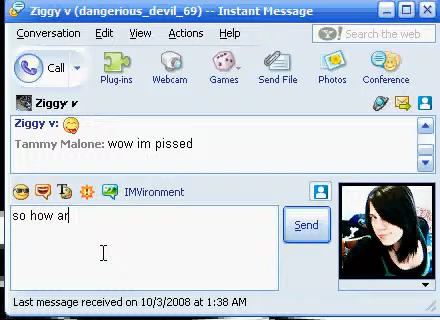 Ziggy v (dangerious_devil_69) -- Instant Message
Conversation Edit View Actions Help
Y! Search the web
Call
Plug-ins Webcam Games Send File Photos Conference
Ziggy v
Ziggy v:
Tammy Malone: wow im pissed
IMVironment
so how ar
Send
Last message received on 10/3/2008 at 1:38 AM